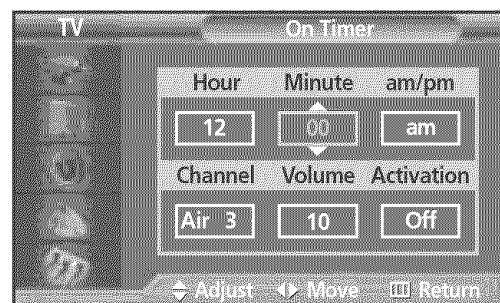 TV On Timer
Hour Minute am/pm
12 00 am
Channel Volume Activation
Air 3 10 Off
Adjust Move Return